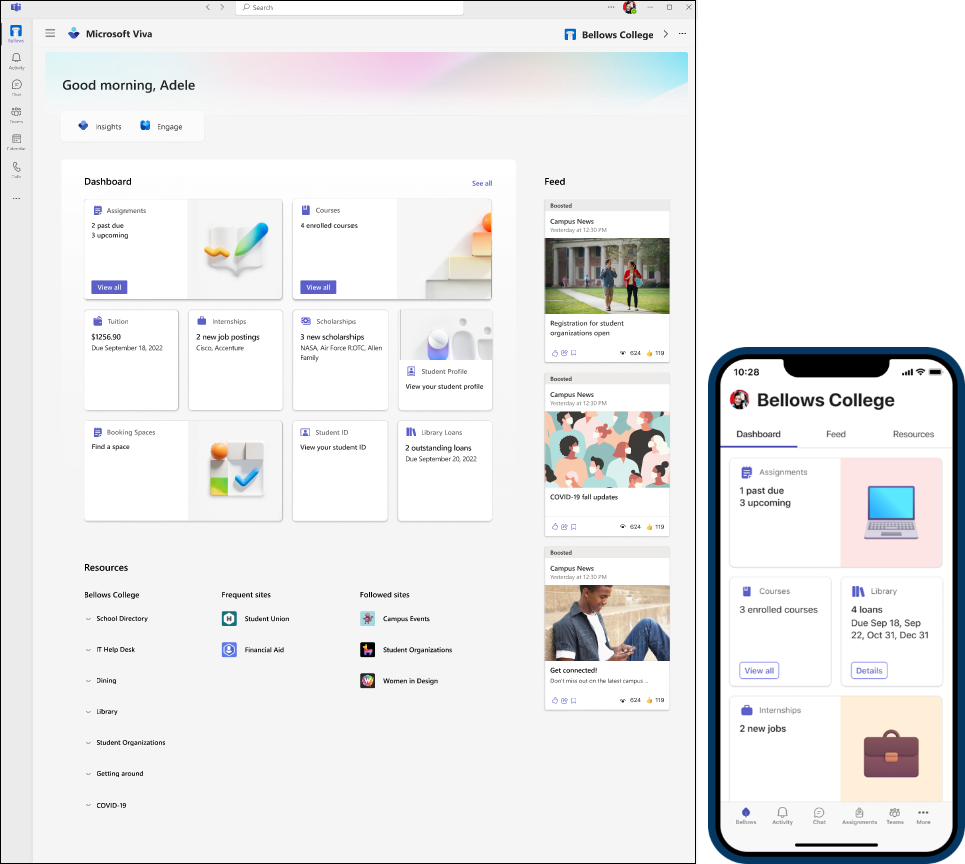 Search
Bellows
Activity
Chat
Teams
Calendar
Calls
Microsoft Viva
Bellows College
Good morning, Adele
Insights
Engage
Dashboard
See all
Assignments
2 past due
3 upcoming
View all
Courses
4 enrolled courses
View all
Tuition
$1256.90
Due September 18, 2022
Internships
2 new job postings
Cisco, Accenture
Scholarships
3 new scholarships
NASA, Air Force ROTC, Allen
Family
Student Profile
View your student profile
Booking Spaces
Find a space
Student ID
View your student ID
Library Loans
2 outstanding loans
Due September 20, 2022
Feed
Boosted
Campus News
Yesterday at 12:30 PM
Registration for student
organizations open
624
119
Boosted
Campus News
Yesterday at 12:30 PM
COVID-19 fall updates
624
119
Boosted
Campus News
Yesterday at 12:30 PM
Get connected!
Don't miss out on the latest campus ...
624
119
Resources
Bellows College
School Directory
IT Help Desk
Dining
Library
Student Organizations
Getting around
COVID-19
Frequent sites
Student Union
Financial Aid
Followed sites
Campus Events
Student Organizations
Women in Design
10:28
Bellows College
Dashboard
Feed
Resources
Assignments
1 past due
3 upcoming
Courses
3 enrolled courses
View all
Library
4 loans
Due Sep 18, Sep
22, Oct 31, Dec 31
Details
Internships
2 new jobs
Bellows
Activity
Chat
Assignments
Teams
More